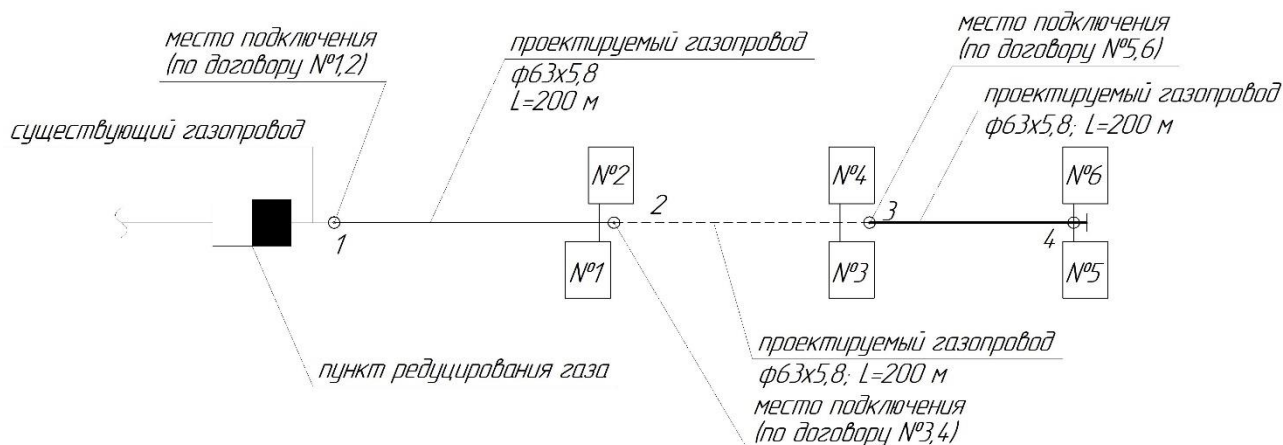 место подключения
(по договору №1,2)
проектируемый газопровод
ф63х5,8
L=200 м
место подключения
(по договору №5,6)
проектируемый газопровод
ф63х5,8; L=200 м
существующий газопровод
№2
2
№4
3
№6
1
№1
№3
4
№5
пункт редуцирования газа
проектируемый газопровод
ф63х5,8; L=200 м
место подключения
(по договору №3,4)